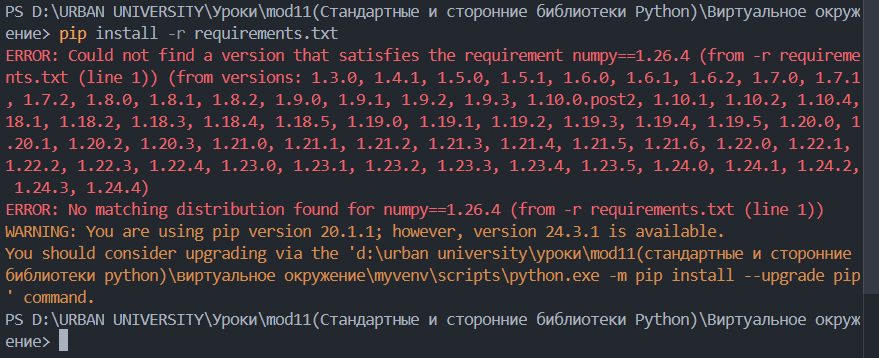 PS D:\URBAN UNIVERSITY\Уроки\mod11(Стандартные и сторонние библиотеки Python)\Виртуальное окруж
ение> pip install -r requirements.txt
ERROR: Could not find a version that satisfies the requirement numpy==1.26.4 (from -r requireme
nts.txt (line 1)) (from versions: 1.3.0, 1.4.1, 1.5.0, 1.5.1, 1.6.0, 1.6.1, 1.6.2, 1.7.0, 1.7.1
, 1.7.2, 1.8.0, 1.8.1, 1.8.2, 1.9.0, 1.9.1, 1.9.2, 1.9.3, 1.10.0.post2, 1.10.1, 1.10.2, 1.10.4,
18.1, 1.18.2, 1.18.3, 1.18.4, 1.18.5, 1.19.0, 1.19.1, 1.19.2, 1.19.3, 1.19.4, 1.19.5, 1.20.0, 1
.20.1, 1.20.2, 1.20.3, 1.21.0, 1.21.1, 1.21.2, 1.21.3, 1.21.4, 1.21.5, 1.21.6, 1.22.0, 1.22.1,
1.22.2, 1.22.3, 1.22.4, 1.23.0, 1.23.1, 1.23.2, 1.23.3, 1.23.4, 1.23.5, 1.24.0, 1.24.1, 1.24.2,
 1.24.3, 1.24.4)
ERROR: No matching distribution found for numpy==1.26.4 (from -r requirements.txt (line 1))
WARNING: You are using pip version 20.1.1; however, version 24.3.1 is available.
You should consider upgrading via the 'd:\urban university\уроки\mod11(стандартные и сторонние
библиотеки python)\виртуальное окружение\myvenv\scripts\python.exe -m pip install --upgrade pip
' command.
PS D:\URBAN UNIVERSITY\Уроки\mod11(Стандартные и сторонние библиотеки Python)\Виртуальное окруж
ение>